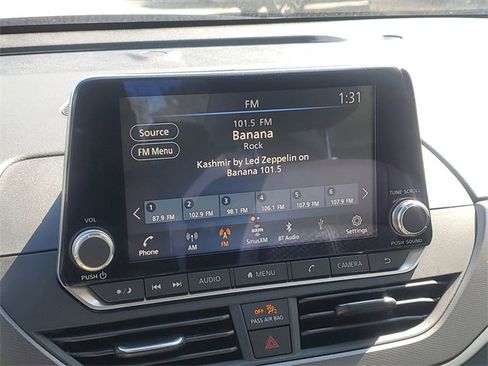 FM
1:31
Source
101.5 FM
Banana
Rock
FM Menu
Kashmir by Led Zeppelin on
Banana 101.5
1 2 3 4 5 6
87.9 FM 102.9 FM 98.1 FM 106.1 FM 107.9 FM 107.9 FM
Phone AM FM SXM SiriusXM BT Audio Settings
VOL
PUSH
TUNE·SCROLL
PUSH SOUND
AUDIO MENU CAMERA
OFF
PASS AIR BAG